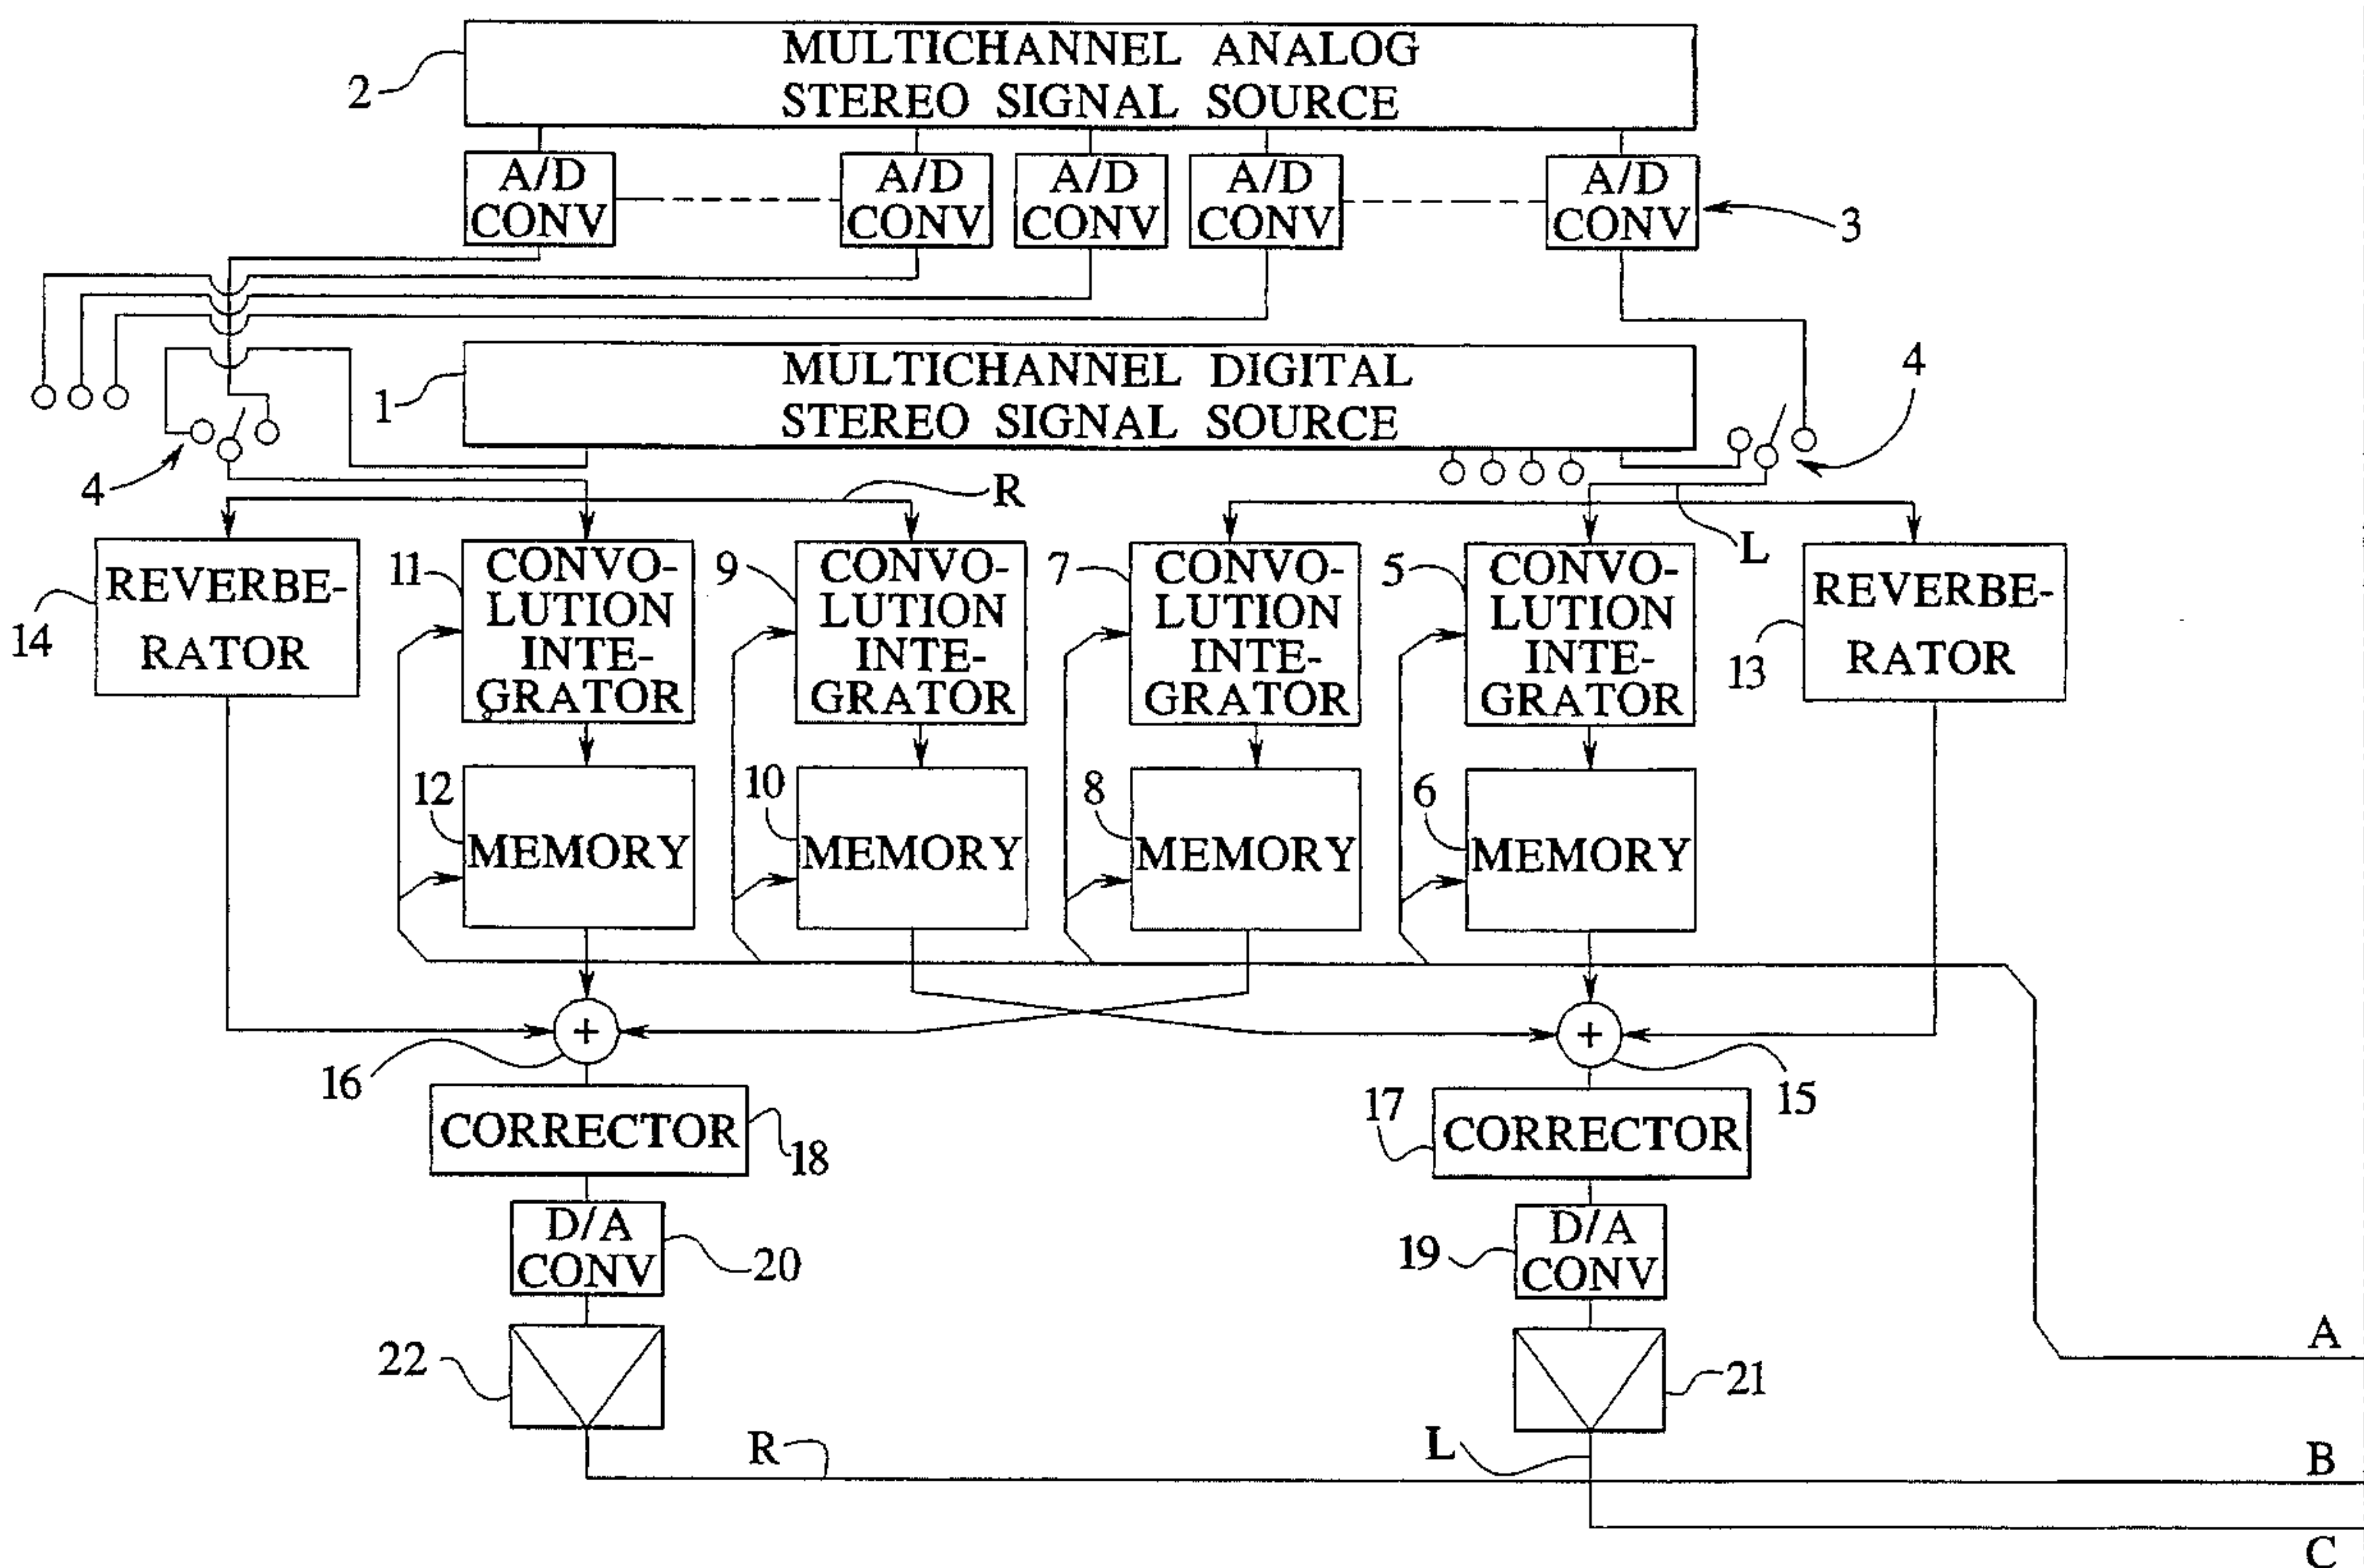 MULTICHANNEL ANALOG
STEREO SIGNAL SOURCE
2
A/D
CONV
A/D
CONV
A/D
CONV
A/D
CONV
A/D
CONV
3
MULTICHANNEL DIGITAL
STEREO SIGNAL SOURCE
1
4
4
R
L
REVERBE-
RATOR
14
11
CONVO-
LUTION
INTE-
GRATOR
9
CONVO-
LUTION
INTE-
GRATOR
7
CONVO-
LUTION
INTE-
GRATOR
5
CONVO-
LUTION
INTE-
GRATOR
REVERBE-
RATOR
13
12
MEMORY
10
MEMORY
8
MEMORY
6
MEMORY
+
16
+
15
CORRECTOR
18
17
CORRECTOR
D/A
CONV
20
19
D/A
CONV
22
21
A
R
L
B
C